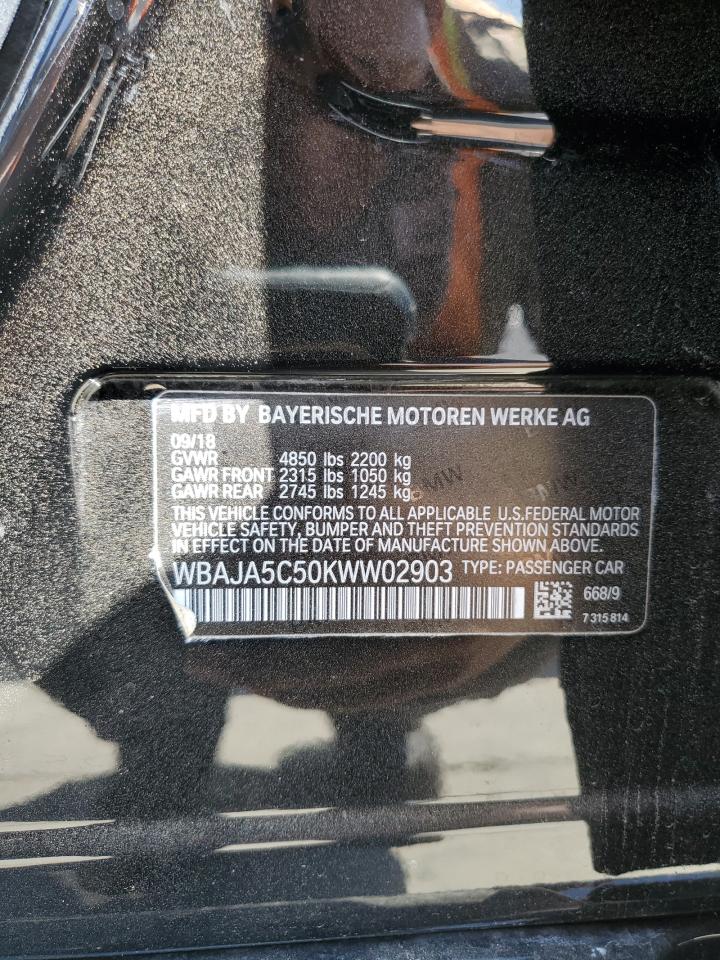 MFD BY BAYERISCHE MOTOREN WERKE AG
09/18
GVWR 4850 lbs 2200 kg
GAWR FRONT 2315 lbs 1050 kg
GAWR REAR 2745 lbs 1245 kg
THIS VEHICLE CONFORMS TO ALL APPLICABLE U.S.FEDERAL MOTOR
VEHICLE SAFETY, BUMPER AND THEFT PREVENTION STANDARDS
IN EFFECT ON THE DATE OF MANUFACTURE SHOWN ABOVE.
WBAJA5C50KWW02903 TYPE: PASSENGER CAR
668/9
7 315 814